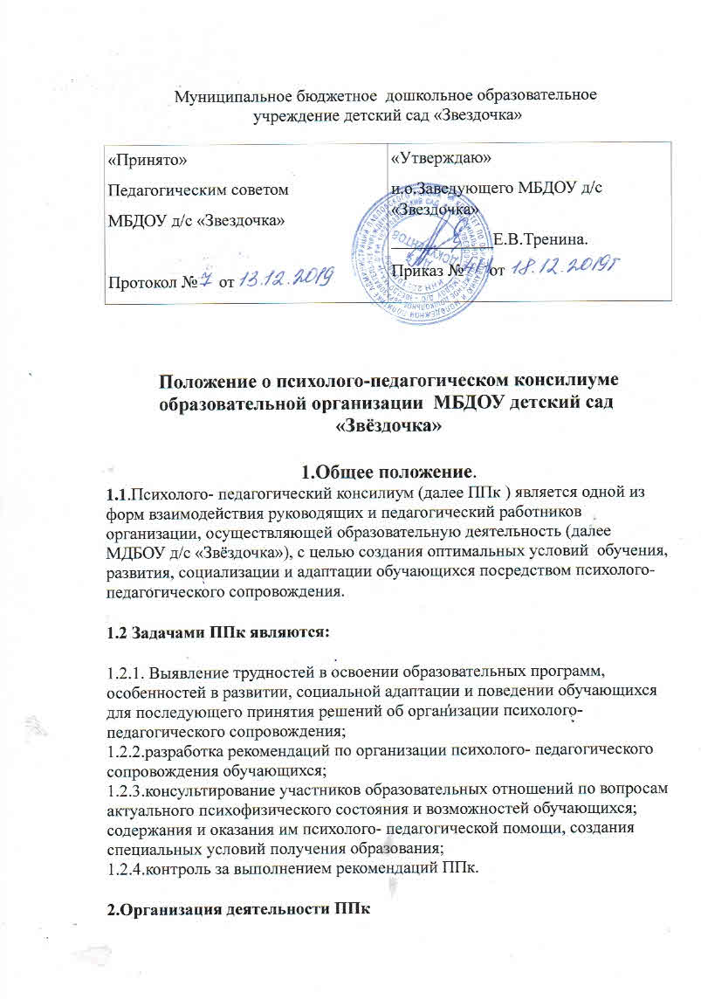 Муниципальное бюджетное дошкольное образовательное
учреждение детский сад «Звездочка»
«Принято»
Педагогическим советом
МБДОУ д/с «Звездочка»
Протокол № 7 от 13.12.2019
«Утверждаю»
и.о.Заведующего МБДОУ д/с
«Звездочка»
Е.В.Тренина.
Приказ № от 18.12.2019г
Положение о психолого-педагогическом консилиуме
образовательной организации МБДОУ детский сад
«Звёздочка»
1.Общее положение.
1.1.Психолого- педагогический консилиум (далее ППк ) является одной из
форм взаимодействия руководящих и педагогический работников
организации, осуществляющей образовательную деятельность (далее
МДБОУ д/с «Звёздочка»), с целью создания оптимальных условий обучения,
развития, социализации и адаптации обучающихся посредством психолого-
педагогического сопровождения.
1.2 Задачами ППк являются:
1.2.1. Выявление трудностей в освоении образовательных программ,
особенностей в развитии, социальной адаптации и поведении обучающихся
для последующего принятия решений об организации психолого-
педагогического сопровождения;
1.2.2.разработка рекомендаций по организации психолого- педагогического
сопровождения обучающихся;
1.2.3.консультирование участников образовательных отношений по вопросам
актуального психофизического состояния и возможностей обучающихся;
содержания и оказания им психолого- педагогической помощи, создания
специальных условий получения образования;
1.2.4.контроль за выполнением рекомендаций ППк.
2.Организация деятельности ППк